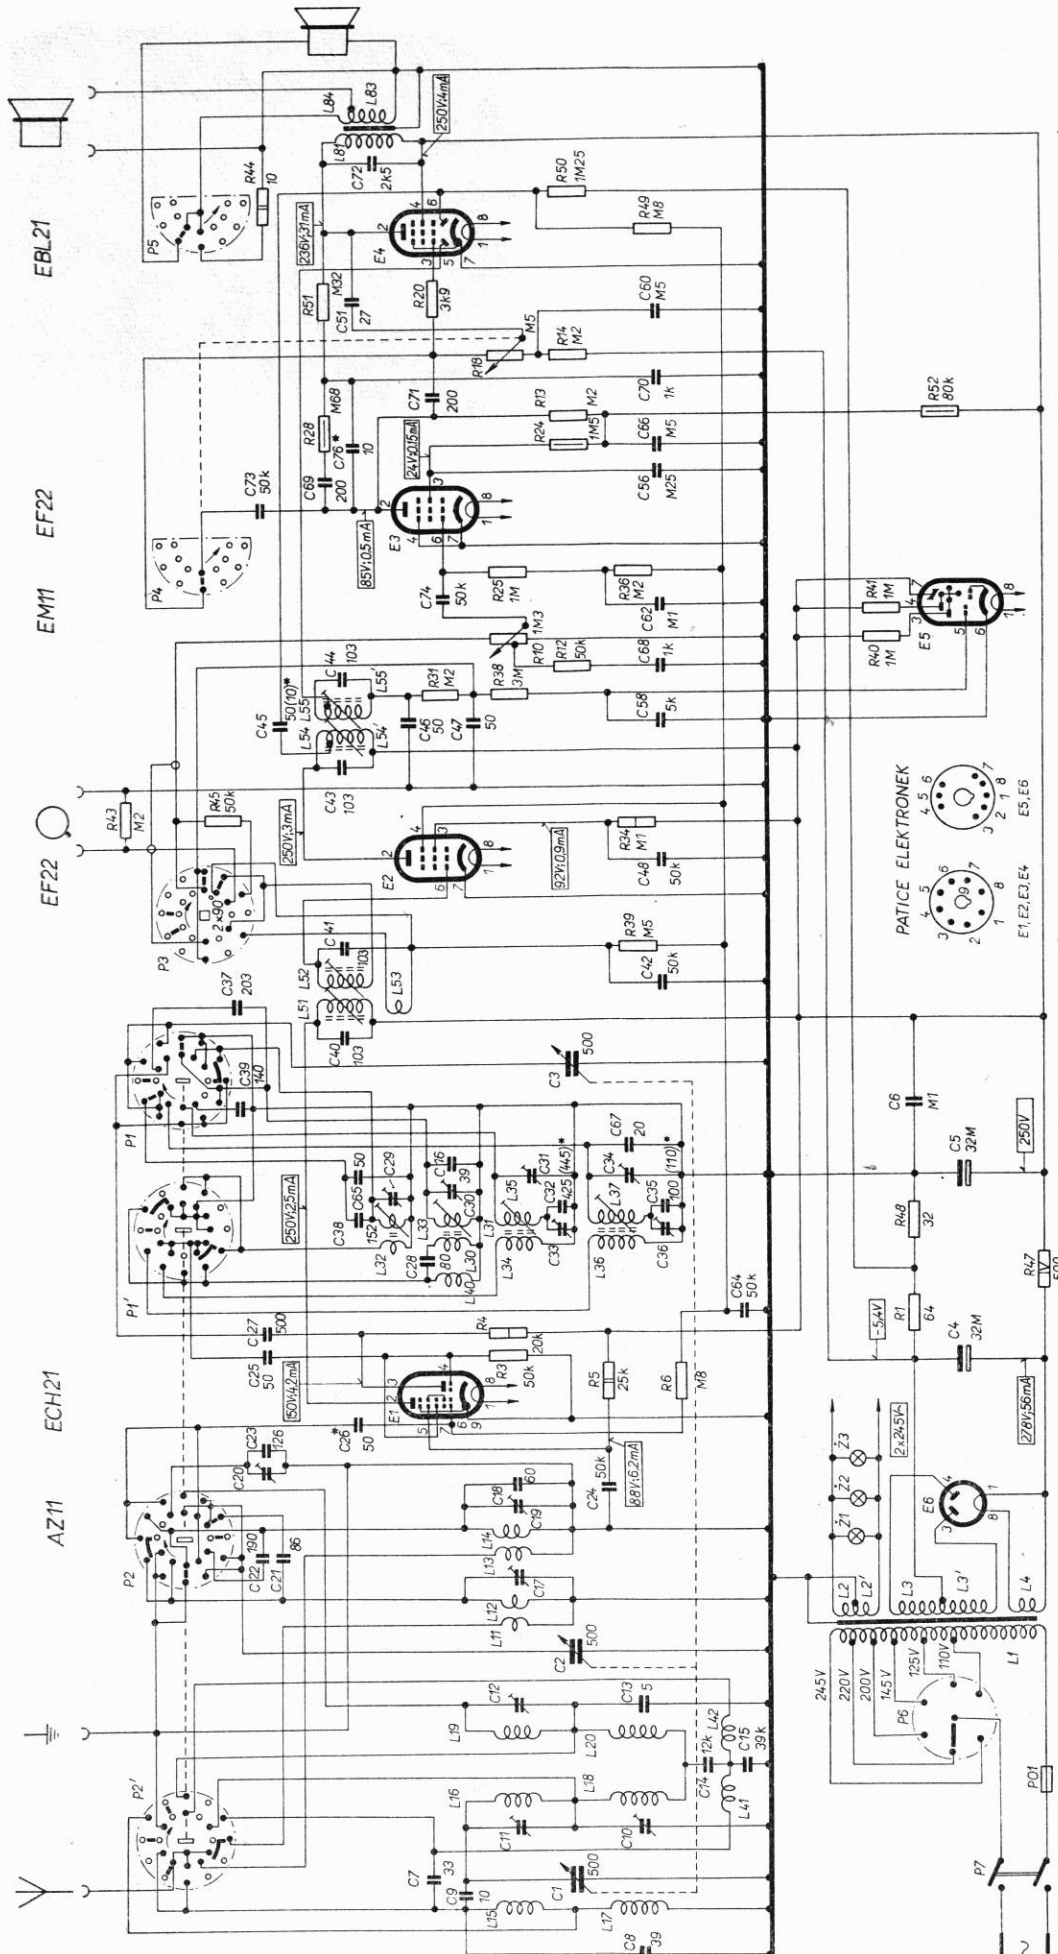 AZ11
ECH21
EF22
EM11
EF22
EBL21
P2'
P2
P1'
P1
P3
P4
P5
C7
33
C9
10
L15
L17
C8
39
C1
500
C11
C10
L16
L18
L19
L20
C12
C13
5
C14
12k
L41
L42
C15
39k
C2
500
L11
L12
C17
L13
L14
C19
C18
60
C22
190
C21
86
C20
C23
126
C24
50k
88V;6,2mA
C26*
50
150V;4,2mA
C25
50
C27
500
E1
R3
50k
R4
20k
R5
25k
R6
M8
C64
50k
250V;2,5mA
C38
152
C65
50
L32
C29
C28
80
L33
L30
L40
C30
C16
39
L31
L34
L35
C31
C32
425 (445)*
C33
L36
L37
C34
C35
100 (110)*
C36
C67
20
C39
140
C37
203
C3
500
C40
103
L51
L52
C41
103
L53
C42
50k
R39
M5
2x90
R43
M2
R45
50k
250V;3mA
E2
C48
50k
R34
M1
92V;0,9mA
C43
103
L54
L54'
L55
L55'
C44
103
C45
50(10)*
C46
50
C47
50
R31
M2
R38
3M
C58
5k
R10
1M3
R12
50k
C68
1k
C74
50k
R25
1M
C62
M1
R36
M2
E3
85V;0,5mA
C73
50k
C69
200
R28
M68
C76*
10
24V;0,15mA
C71
200
R24
1M5
R13
M2
C56
M25
C66
M5
C70
1k
R18
M5
R14
M2
C60
M5
R51
M32
C51
27
R20
3k9
E4
236V;31mA
250V;4mA
C72
2k5
L81
L83
L84
R44
10
R50
1M25
R49
M8
R52
80k
E5
R40
1M
R41
1M
PATICE ELEKTRONEK
E1,E2,E3,E4
E5,E6
C6
M1
C5
32M
250V
R48
32
R47
500
R1
64
C4
32M
-5,4V
278V;56mA
2x245V
Ž1
Ž2
Ž3
E6
L2
L2'
L3
L3'
L4
L1
245V
220V
200V
145V
125V
110V
P6
PO1
P7